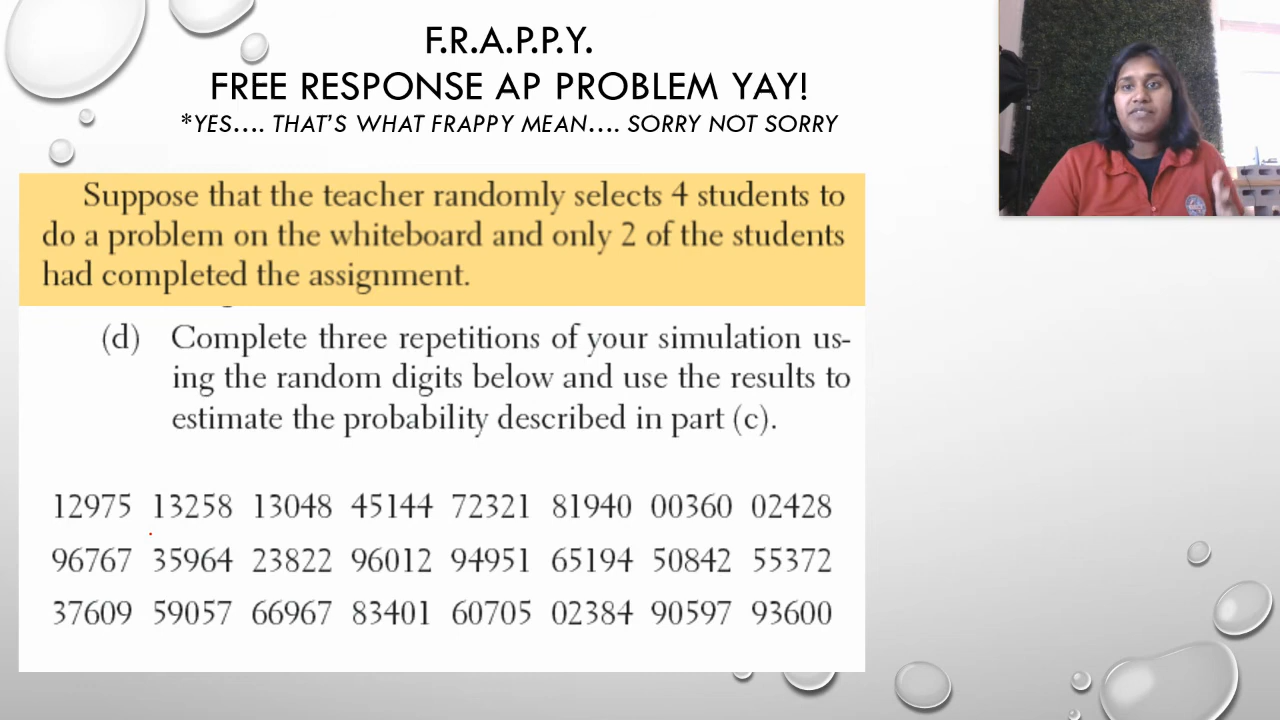 F.R.A.P.P.Y.
FREE RESPONSE AP PROBLEM YAY!
*YES…. THAT'S WHAT FRAPPY MEAN…. SORRY NOT SORRY
Suppose that the teacher randomly selects 4 students to
do a problem on the whiteboard and only 2 of the students
had completed the assignment.
(d) Complete three repetitions of your simulation us-
ing the random digits below and use the results to
estimate the probability described in part (c).
12975 13258 13048 45144 72321 81940 00360 02428
96767 35964 23822 96012 94951 65194 50842 55372
37609 59057 66967 83401 60705 02384 90597 93600